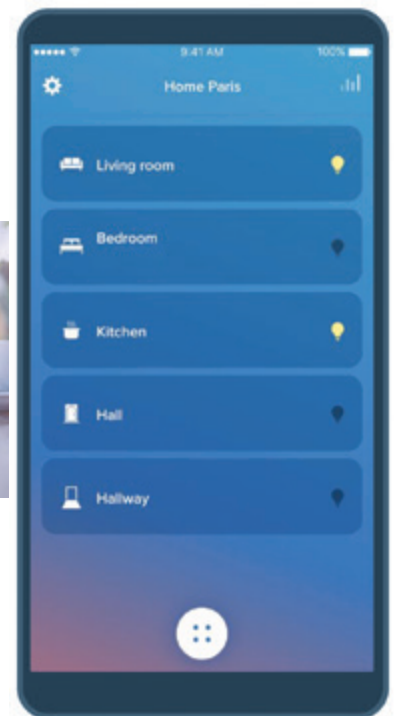 9:41 AM
100%
Home Paris
Living room
Bedroom
Kitchen
Hall
Hallway